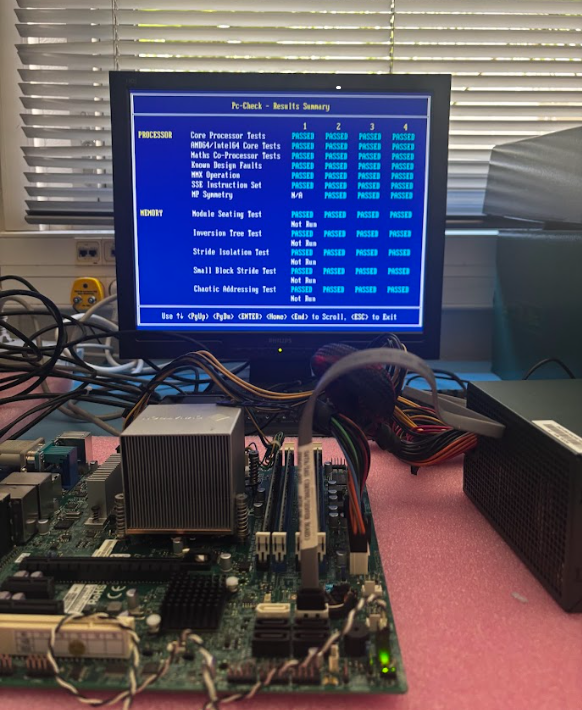 Pc-Check - Results Summary
1 2 3 4
PROCESSOR Core Processor Tests PASSED PASSED PASSED PASSED
AMD64/Intel64 Core Tests PASSED PASSED PASSED PASSED
Maths Co-Processor Tests PASSED PASSED PASSED PASSED
Known Design Faults PASSED PASSED PASSED PASSED
MMX Operation PASSED PASSED PASSED PASSED
SSE Instruction Set PASSED PASSED PASSED PASSED
MP Symmetry N/A PASSED PASSED PASSED
MEMORY Module Seating Test PASSED PASSED PASSED PASSED
Not Run
Inversion Tree Test PASSED PASSED PASSED PASSED
Not Run
Stride Isolation Test PASSED PASSED PASSED PASSED
Not Run
Small Block Stride Test PASSED PASSED PASSED PASSED
Not Run
Chaotic Addressing Test PASSED PASSED PASSED PASSED
Not Run
Use ↑↓ <PgUp> <PgDn> <ENTER> <Home> <End> to Scroll, <ESC> to Exit
PHILIPS